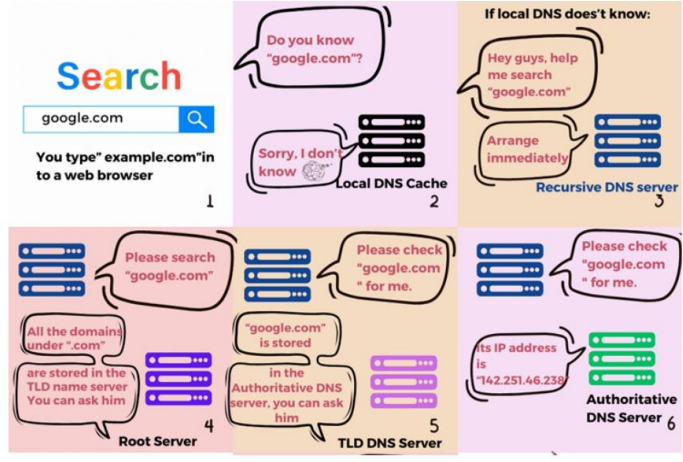 Search
google.com
You type" example.com"in
to a web browser
1
Do you know
"google.com"?
Sorry, I don't
know
Local DNS Cache
2
If local DNS does't know:
Hey guys, help
me search
"google.com"
Arrange
immediately
Recursive DNS server
3
Please search
"google.com"
All the domains
under ".com"
are stored in the
TLD name server
You can ask him
4
Root Server
Please check
"google.com
" for me.
"google.com"
is stored
in the
Authoritative DNS
server, you can ask
him
5
TLD DNS Server
Please check
"google.com
" for me.
Its IP address
is
"142.251.46.238"
Authoritative
DNS Server
6